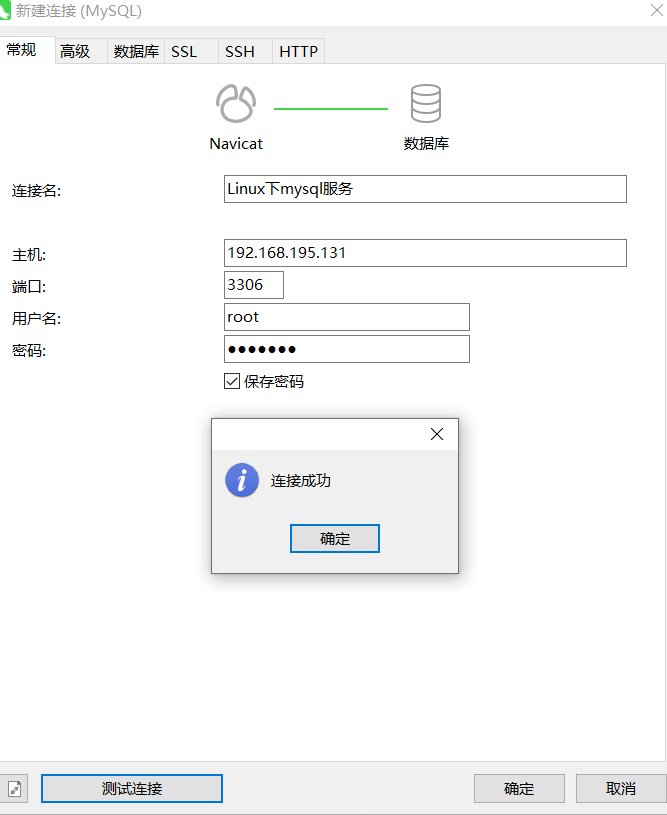 新建连接 (MySQL)
常规 高级 数据库 SSL SSH HTTP
Navicat 数据库
连接名: Linux下mysql服务
主机: 192.168.195.131
端口: 3306
用户名: root
密码: ●●●●●●●
保存密码
连接成功
确定
测试连接 确定 取消